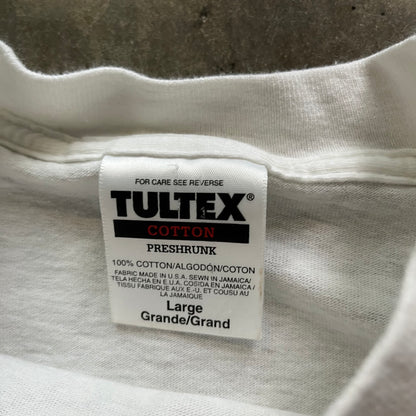 FOR CARE SEE REVERSE
TULTEX®
COTTON
PRESHRUNK
100% COTTON/ALGODÓN/COTON
FABRIC MADE IN U.S.A. SEWN IN JAMAICA/
TELA HECHA EN E.U.A. COSIDA EN JAMAICA/
TISSU FABRIQUE AUX E.-U. ET COUSU AU
LA JAMAIQUE
Large
Grande/Grand